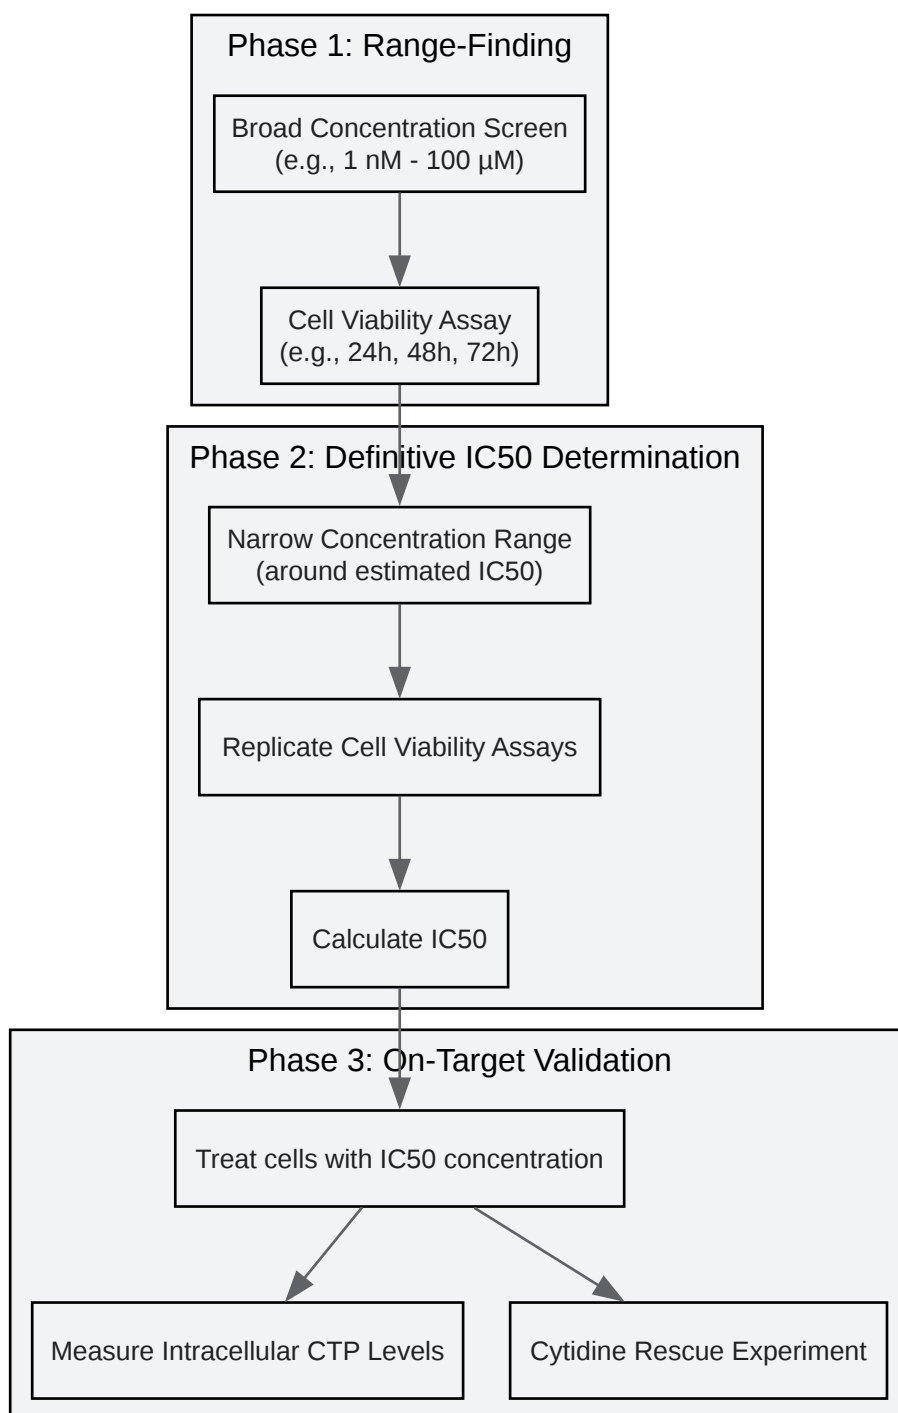 Phase 1: Range-Finding
Broad Concentration Screen
(e.g., 1 nM - 100 µM)
Cell Viability Assay
(e.g., 24h, 48h, 72h)
Phase 2: Definitive IC50 Determination
Narrow Concentration Range
(around estimated IC50)
Replicate Cell Viability Assays
Calculate IC50
Phase 3: On-Target Validation
Treat cells with IC50 concentration
Measure Intracellular CTP Levels
Cytidine Rescue Experiment